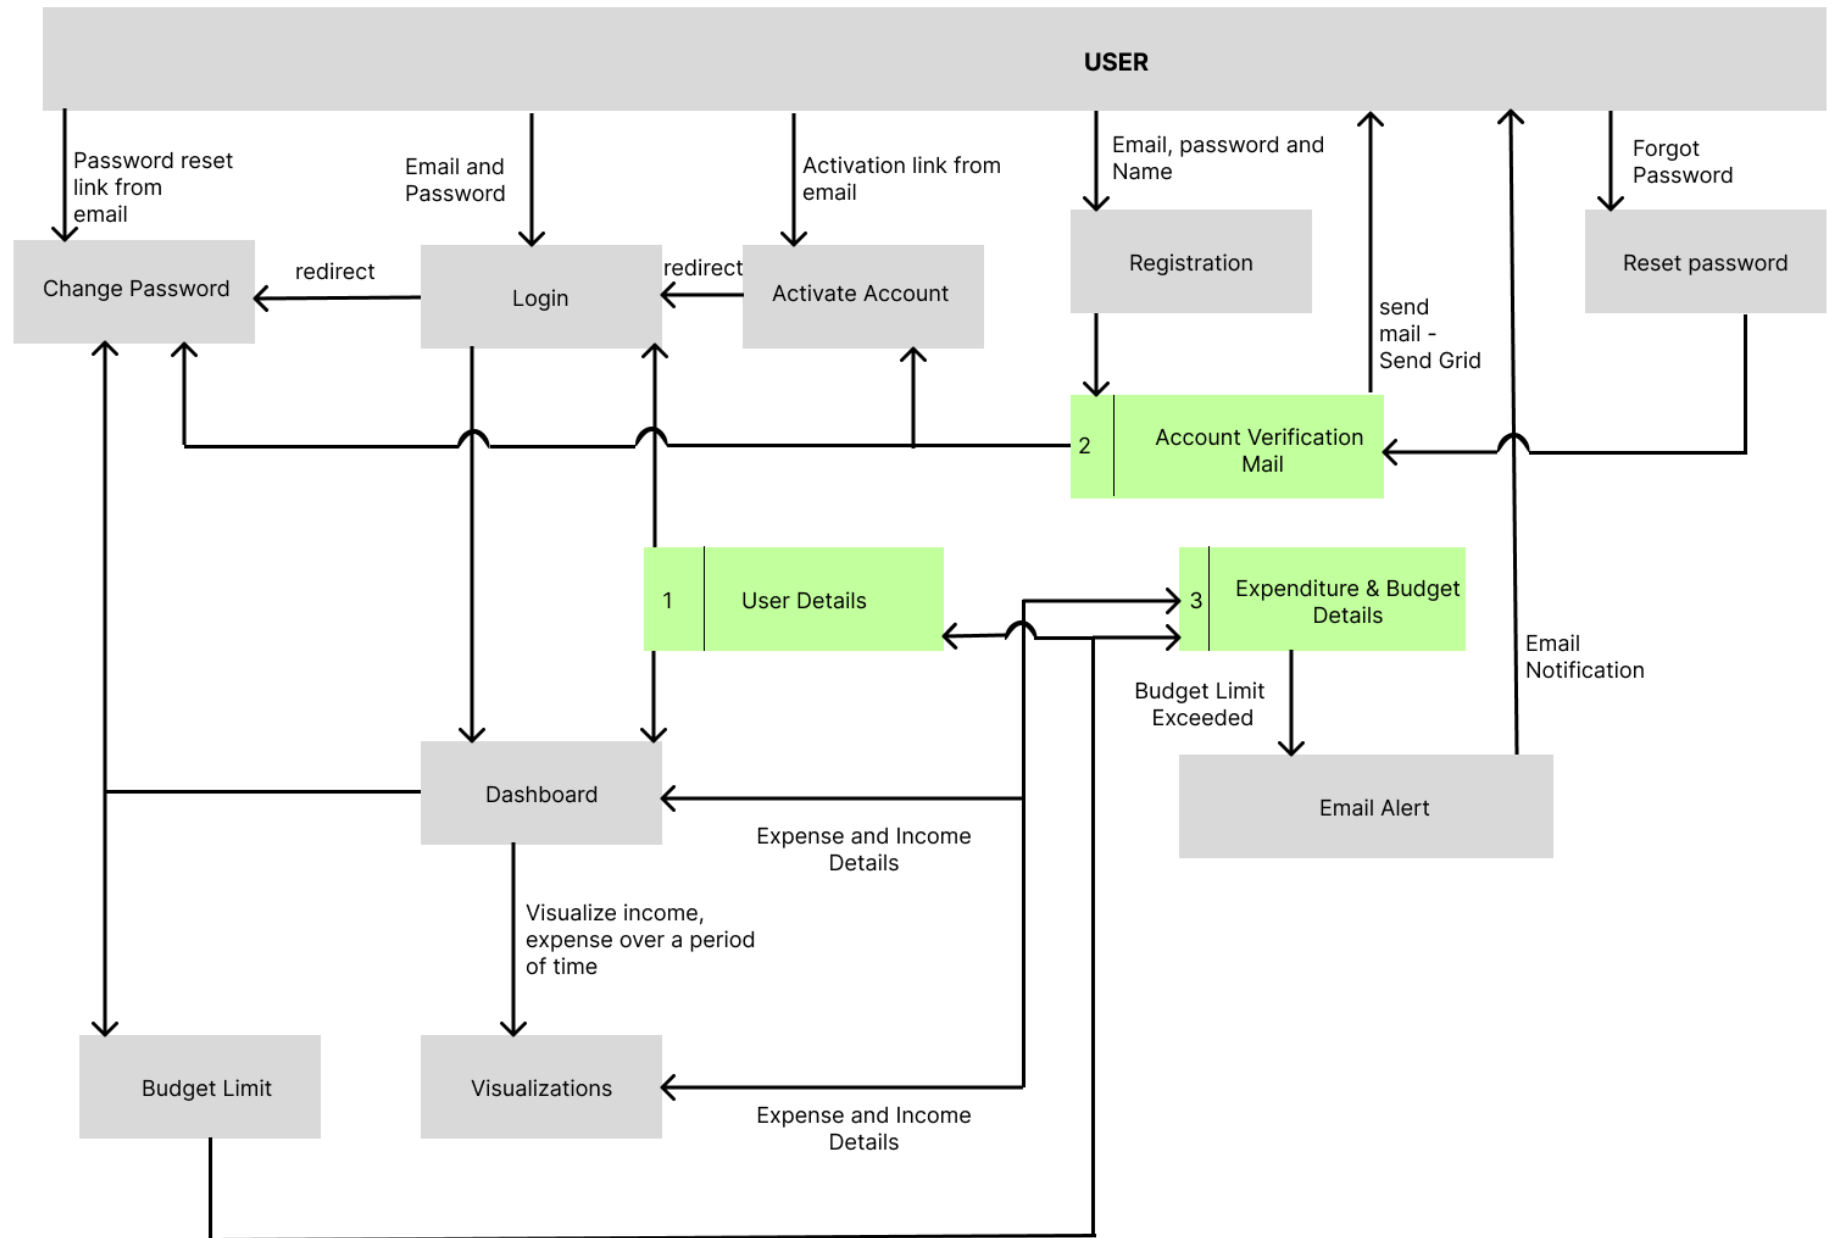 USER
Password reset
link from
email
Email and
Password
Activation link from
email
Email, password and
Name
Forgot
Password
Change Password
redirect
Login
redirect
Activate Account
Registration
Reset password
send
mail -
Send Grid
2
Account Verification
Mail
1
User Details
3
Expenditure & Budget
Details
Budget Limit
Exceeded
Email
Notification
Dashboard
Email Alert
Expense and Income
Details
Visualize income,
expense over a period
of time
Budget Limit
Visualizations
Expense and Income
Details